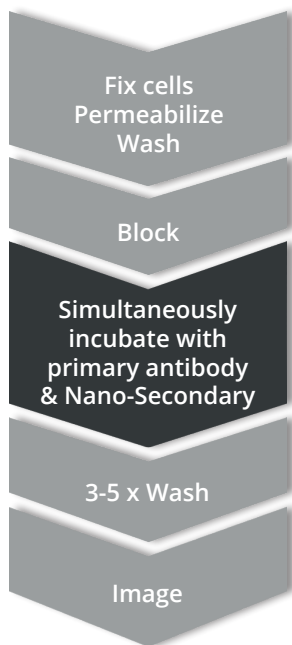 Fix cells
Permeabilize
Wash
Block
Simultaneously
incubate with
primary antibody
& Nano-Secondary
3-5 x Wash
Image